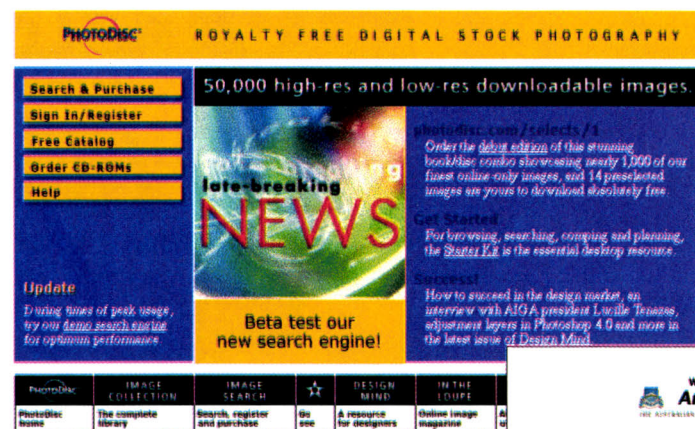 PHOTODISC
ROYALTY FREE DIGITAL STOCK PHOTOGRAPHY
Search & Purchase
Sign In/Register
Free Catalog
Order CD-ROMs
Help
Update
During times of peek usage,
try our demo search engine
for optimum performance
50,000 high-res and low-res downloadable images.
late-breaking
late-breaking
NEWS
Beta test our
new search engine!
photodisc.com/selects/1
Order the debut edition of this stunning
book/disc combo showcasing nearly 1,000 of our
finest online-only images, and 14 preselected
images are yours to download absolutely free.
Get Started
For browsing, searching, comping and planning,
the Starter Kit is the essential desktop resource.
Success!
How to succeed in the design market, an
interview with AIGA president Lucille Tenazas,
adjustment layers in Photoshop 4.0 and more in
the latest issue of Design Mind.
PHOTODISC
IMAGE
COLLECTION
IMAGE
SEARCH
DESIGN
MIND
IN THE
LOUPE
PhotoDisc
home
The complete
library
Search, register
and purchase
Go
see
A resource
for designers
Online image
magazine